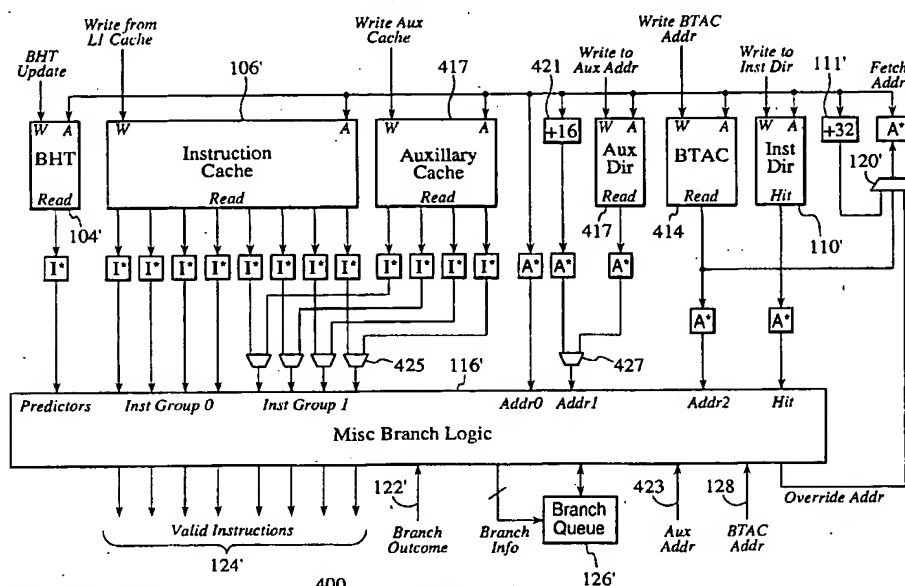 Write from
L1 Cache
Write Aux
Cache
Write BTAC
Addr
BHT
Update
106'
417
421
Write to
Aux Addr
Write to
Inst Dir
111'
Fetch
Addr
W A
BHT
Read
W A
Instruction
Cache
Read
W A
Auxillary Cache
Read
+16
W A
Aux
Dir
Read
W A
BTAC
Read
W A
Inst
Dir
Hit
+32
A*
120'
104'
417
414
110'
I* I* I* I* I* I* I* I* I* I* I* I* I* A* A* A*
A* A*
425
427
116'
Predictors Inst Group 0 Inst Group 1 Addr0 Addr1 Addr2 Hit
Misc Branch Logic
122'
423
128
Override Addr
Valid Instructions
124'
Branch
Outcome
Branch
Info
Branch
Queue
126'
Aux
Addr
BTAC
Addr
400